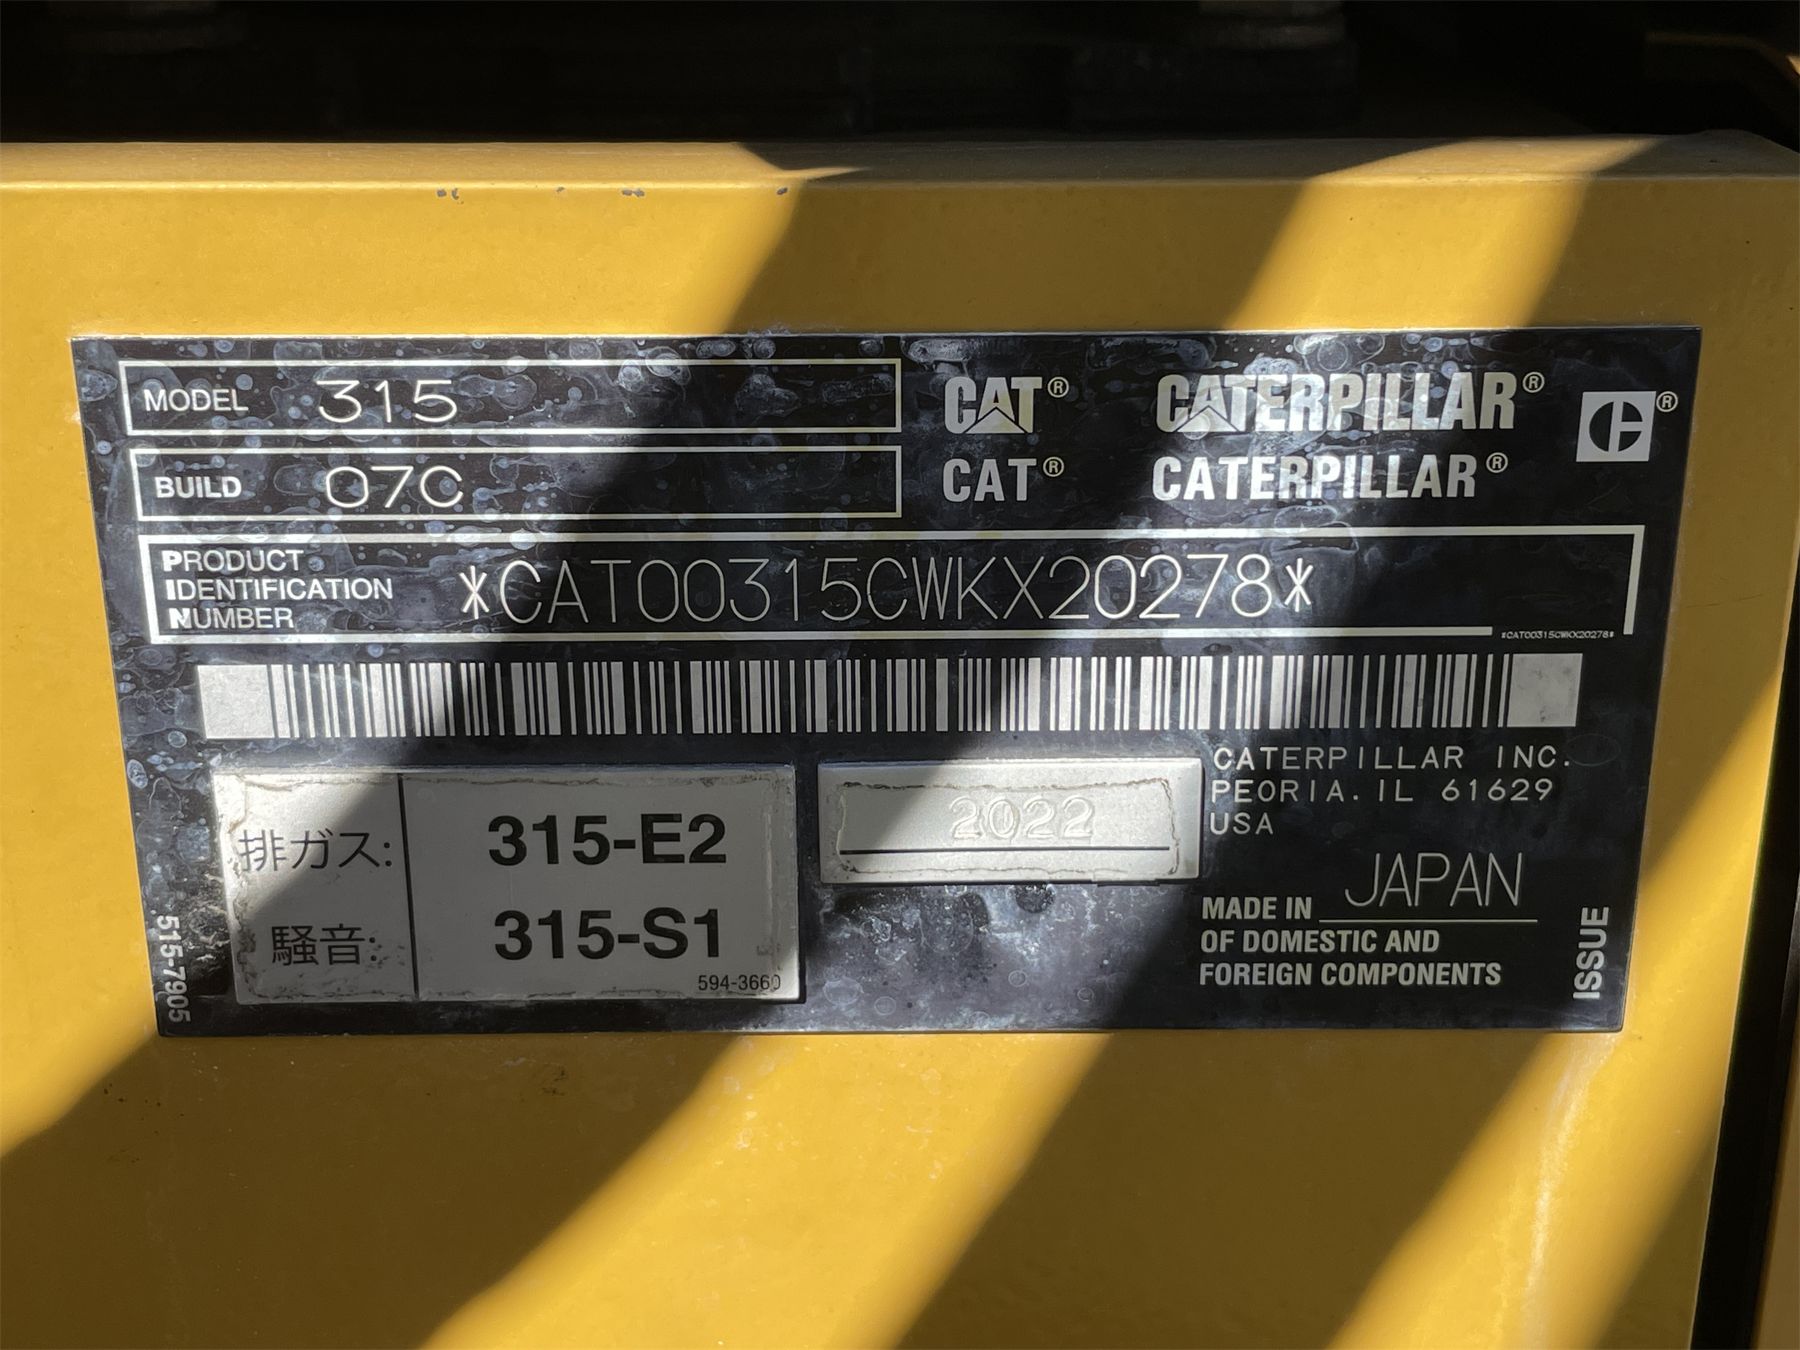 MODEL 315
BUILD 07C
CAT® CATERPILLAR® ®
CAT® CATERPILLAR®
PRODUCT
IDENTIFICATION
NUMBER
*CAT00315CWKX20278*
*CAT00315CWKX20278*
排ガス: 315-E2
騒音: 315-S1
594-3660
2022
CATERPILLAR INC.
PEORIA. IL 61629
USA
MADE IN JAPAN
OF DOMESTIC AND
FOREIGN COMPONENTS
515-7905
ISSUE